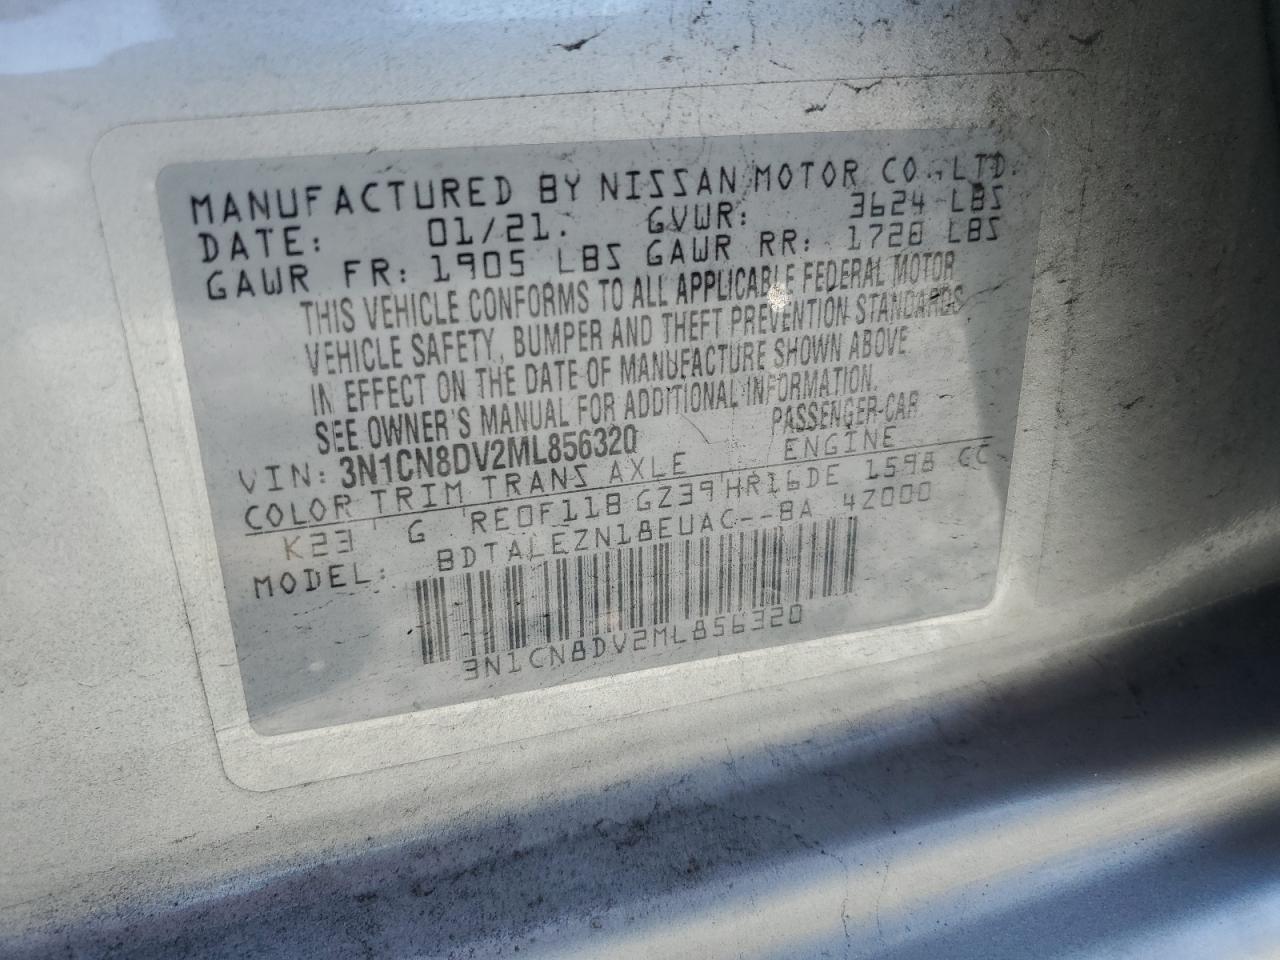 MANUFACTURED BY NISSAN MOTOR CO.,LTD.
DATE: 01/21. GVWR: 3624 LBS
GAWR FR: 1905 LBS GAWR RR: 1728 LBS
THIS VEHICLE CONFORMS TO ALL APPLICABLE FEDERAL MOTOR
VEHICLE SAFETY, BUMPER AND THEFT PREVENTION STANDARDS
IN EFFECT ON THE DATE OF MANUFACTURE SHOWN ABOVE
SEE OWNER'S MANUAL FOR ADDITIONAL INFORMATION.
VIN: 3N1CN8DV2ML856320 PASSENGER-CAR
COLOR TRIM TRANS AXLE ENGINE
K23 G RE0F11B GZ39 HR16DE 1598 CC
MODEL: BDTALEZN18EUAC--BA 4Z000
3N1CN8DV2ML856320